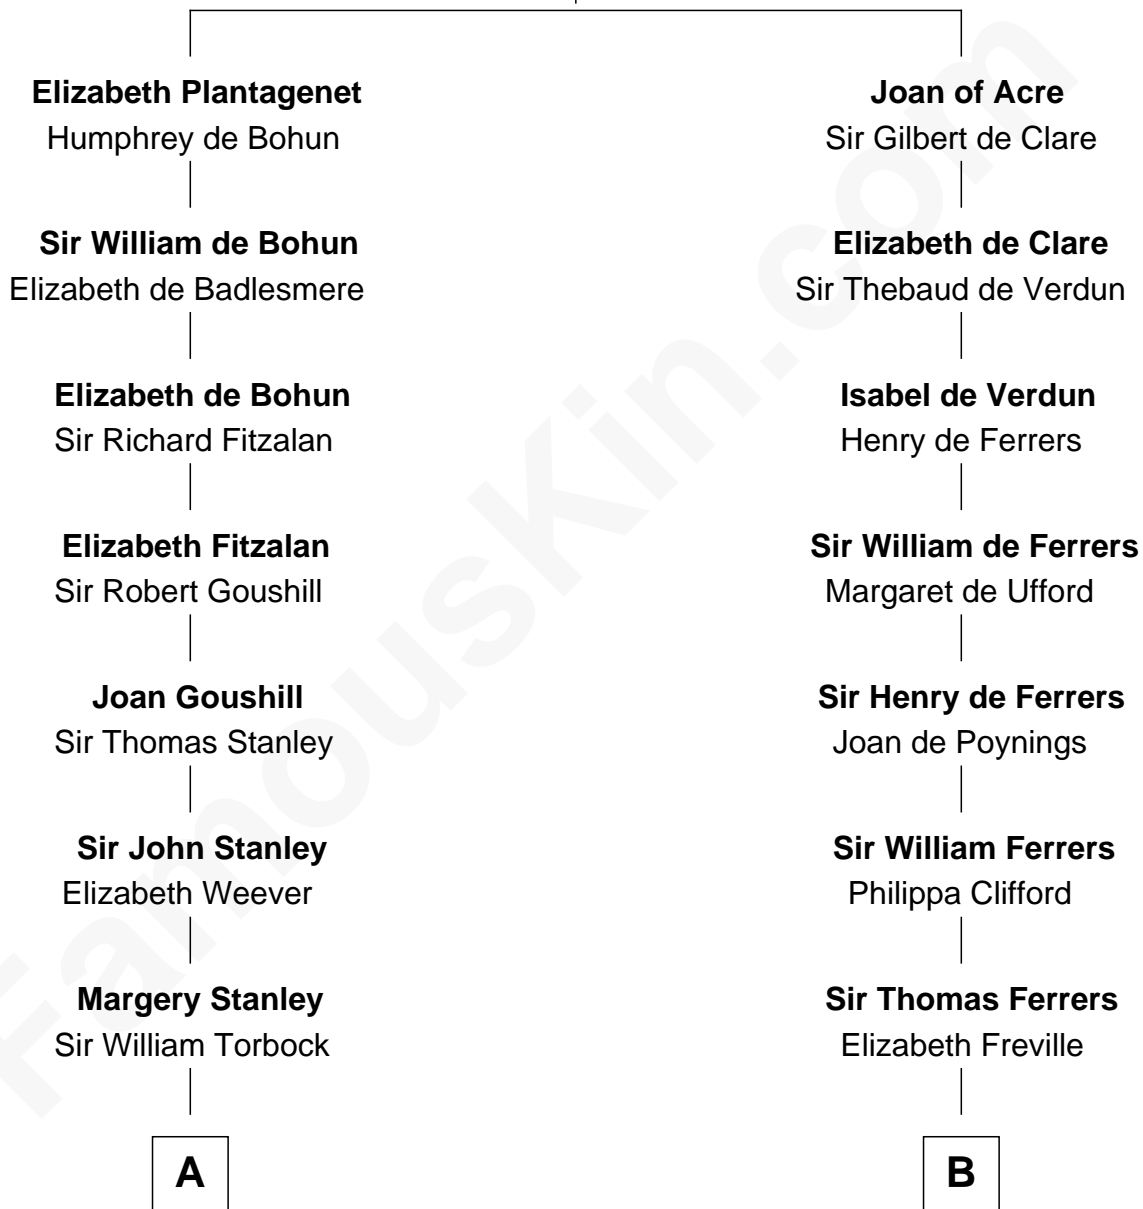 Elizabeth Plantagenet
Humphrey de Bohun
Sir William de Bohun
Elizabeth de Badlesmere
Elizabeth de Bohun
Sir Richard Fitzalan
Elizabeth Fitzalan
Sir Robert Goushill
Joan Goushill
Sir Thomas Stanley
Sir John Stanley
Elizabeth Weever
Margery Stanley
Sir William Torbock
A
Joan of Acre
Sir Gilbert de Clare
Elizabeth de Clare
Sir Thebaud de Verdun
Isabel de Verdun
Henry de Ferrers
Sir William de Ferrers
Margaret de Ufford
Sir Henry de Ferrers
Joan de Poynings
Sir William Ferrers
Philippa Clifford
Sir Thomas Ferrers
Elizabeth Freville
B
FamousKin.com